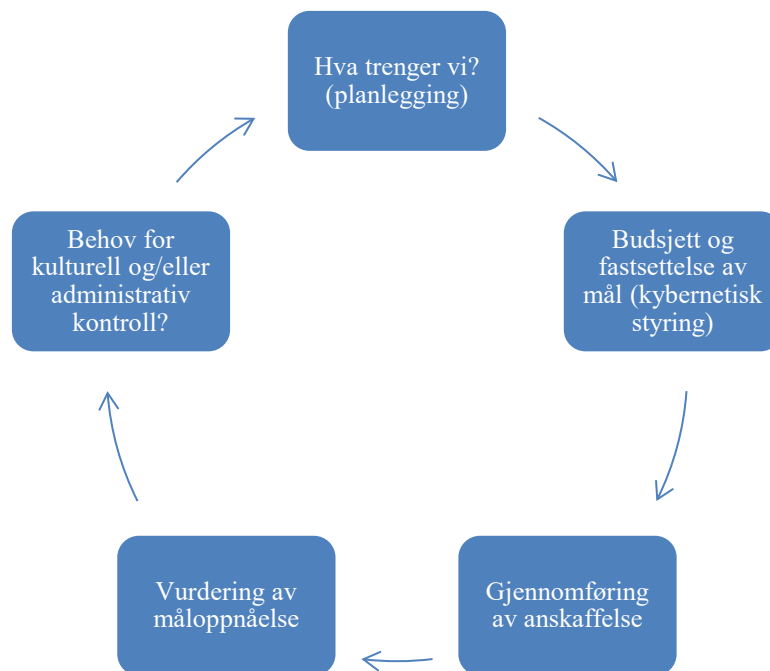 Hva trenger vi?
(planlegging)
Budsjett og
fastsettelse av
mål (kybernetisk
styring)
Gjennomføring
av anskaffelse
Vurdering av
måloppnåelse
Behov for
kulturell og/eller
administrativ
kontroll?